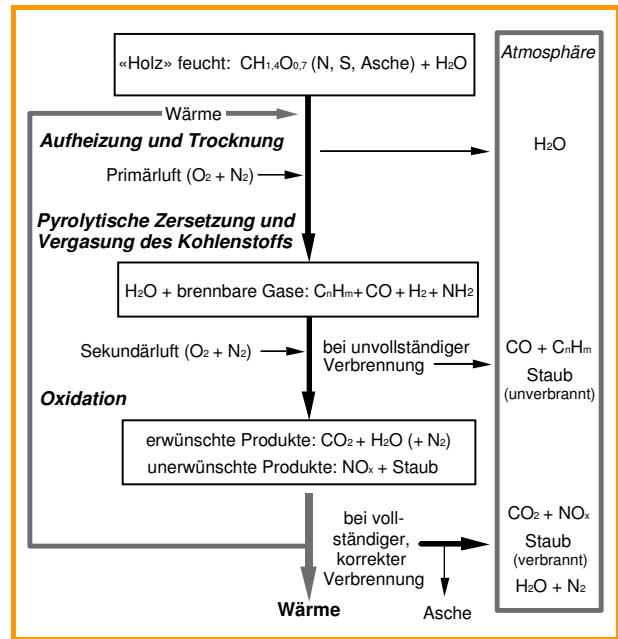 «Holz» feucht: CH1,4O0,7 (N, S, Asche) + H2O
Atmosphäre
Wärme
Aufheizung und Trocknung
H2O
Primärluft (O2 + N2)
Pyrolytische Zersetzung und
Vergasung des Kohlenstoffs
H2O + brennbare Gase: CnHm + CO + H2 + NH2
Sekundärluft (O2 + N2)
bei unvollständiger
Verbrennung
CO + CnHm
Staub
(unverbrannt)
Oxidation
erwünschte Produkte: CO2 + H2O (+ N2)
unerwünschte Produkte: NOx + Staub
bei voll-
ständiger,
korrekter
Verbrennung
CO2 + NOx
Staub
(verbrannt)
H2O + N2
Wärme
Asche